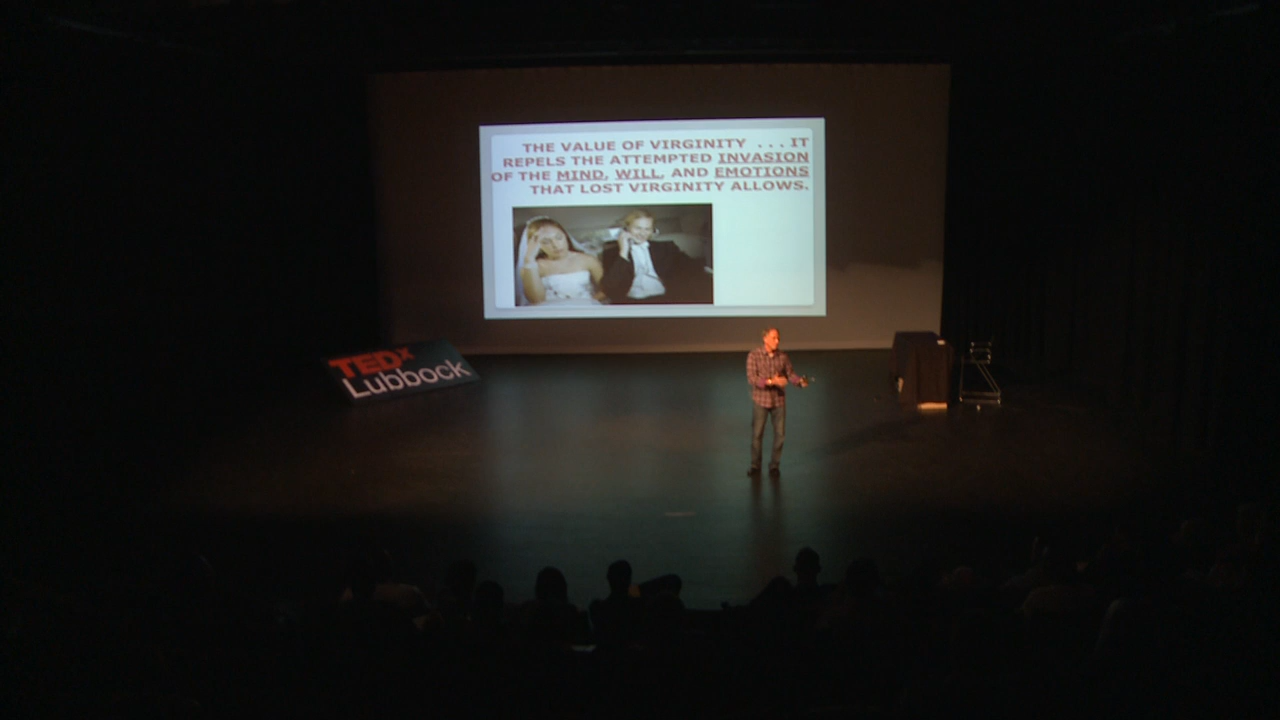 THE VALUE OF VIRGINITY . . . IT
REPELS THE ATTEMPTED INVASION
OF THE MIND, WILL, AND EMOTIONS
THAT LOST VIRGINITY ALLOWS.
TEDx
Lubbock